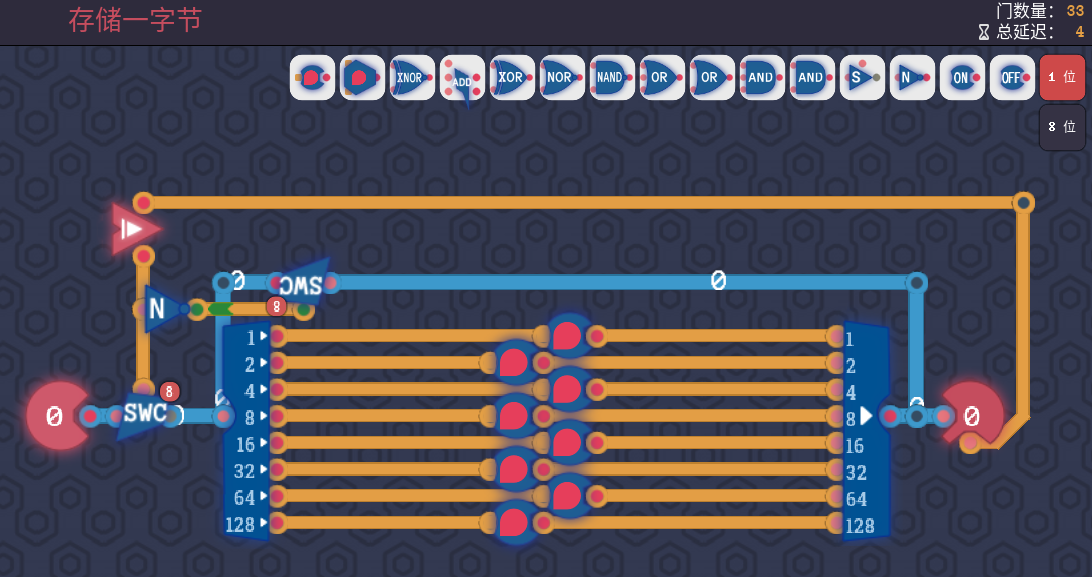 存储一字节
门数量: 33
总延迟: 4
XNOR ADD XOR NOR NAND OR OR AND AND S N ON OFF 1 位
8 位
0 SWC 0
N 8
8
0 SWC 0
1 1
2 2
4 4
8 8
16 16
32 32
64 64
128 128